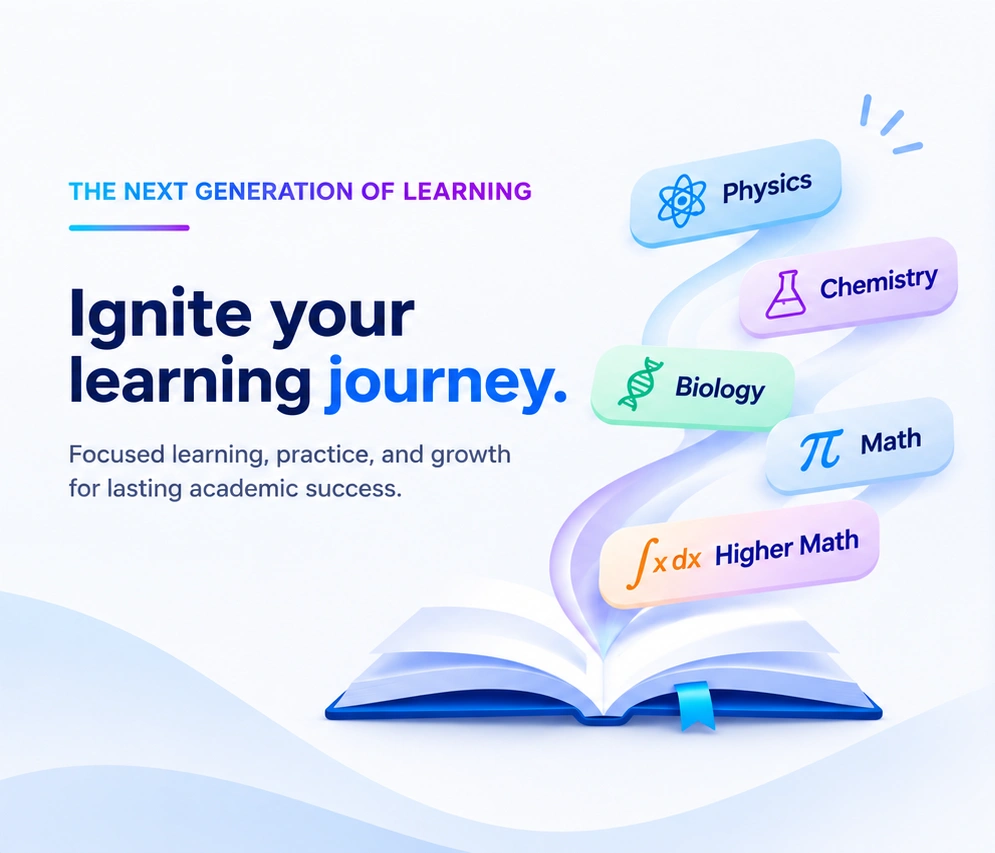 THE NEXT GENERATION OF LEARNING
Ignite your
learning journey.
Focused learning, practice, and growth
for lasting academic success.
Physics
Chemistry
Biology
π Math
∫x dx Higher Math